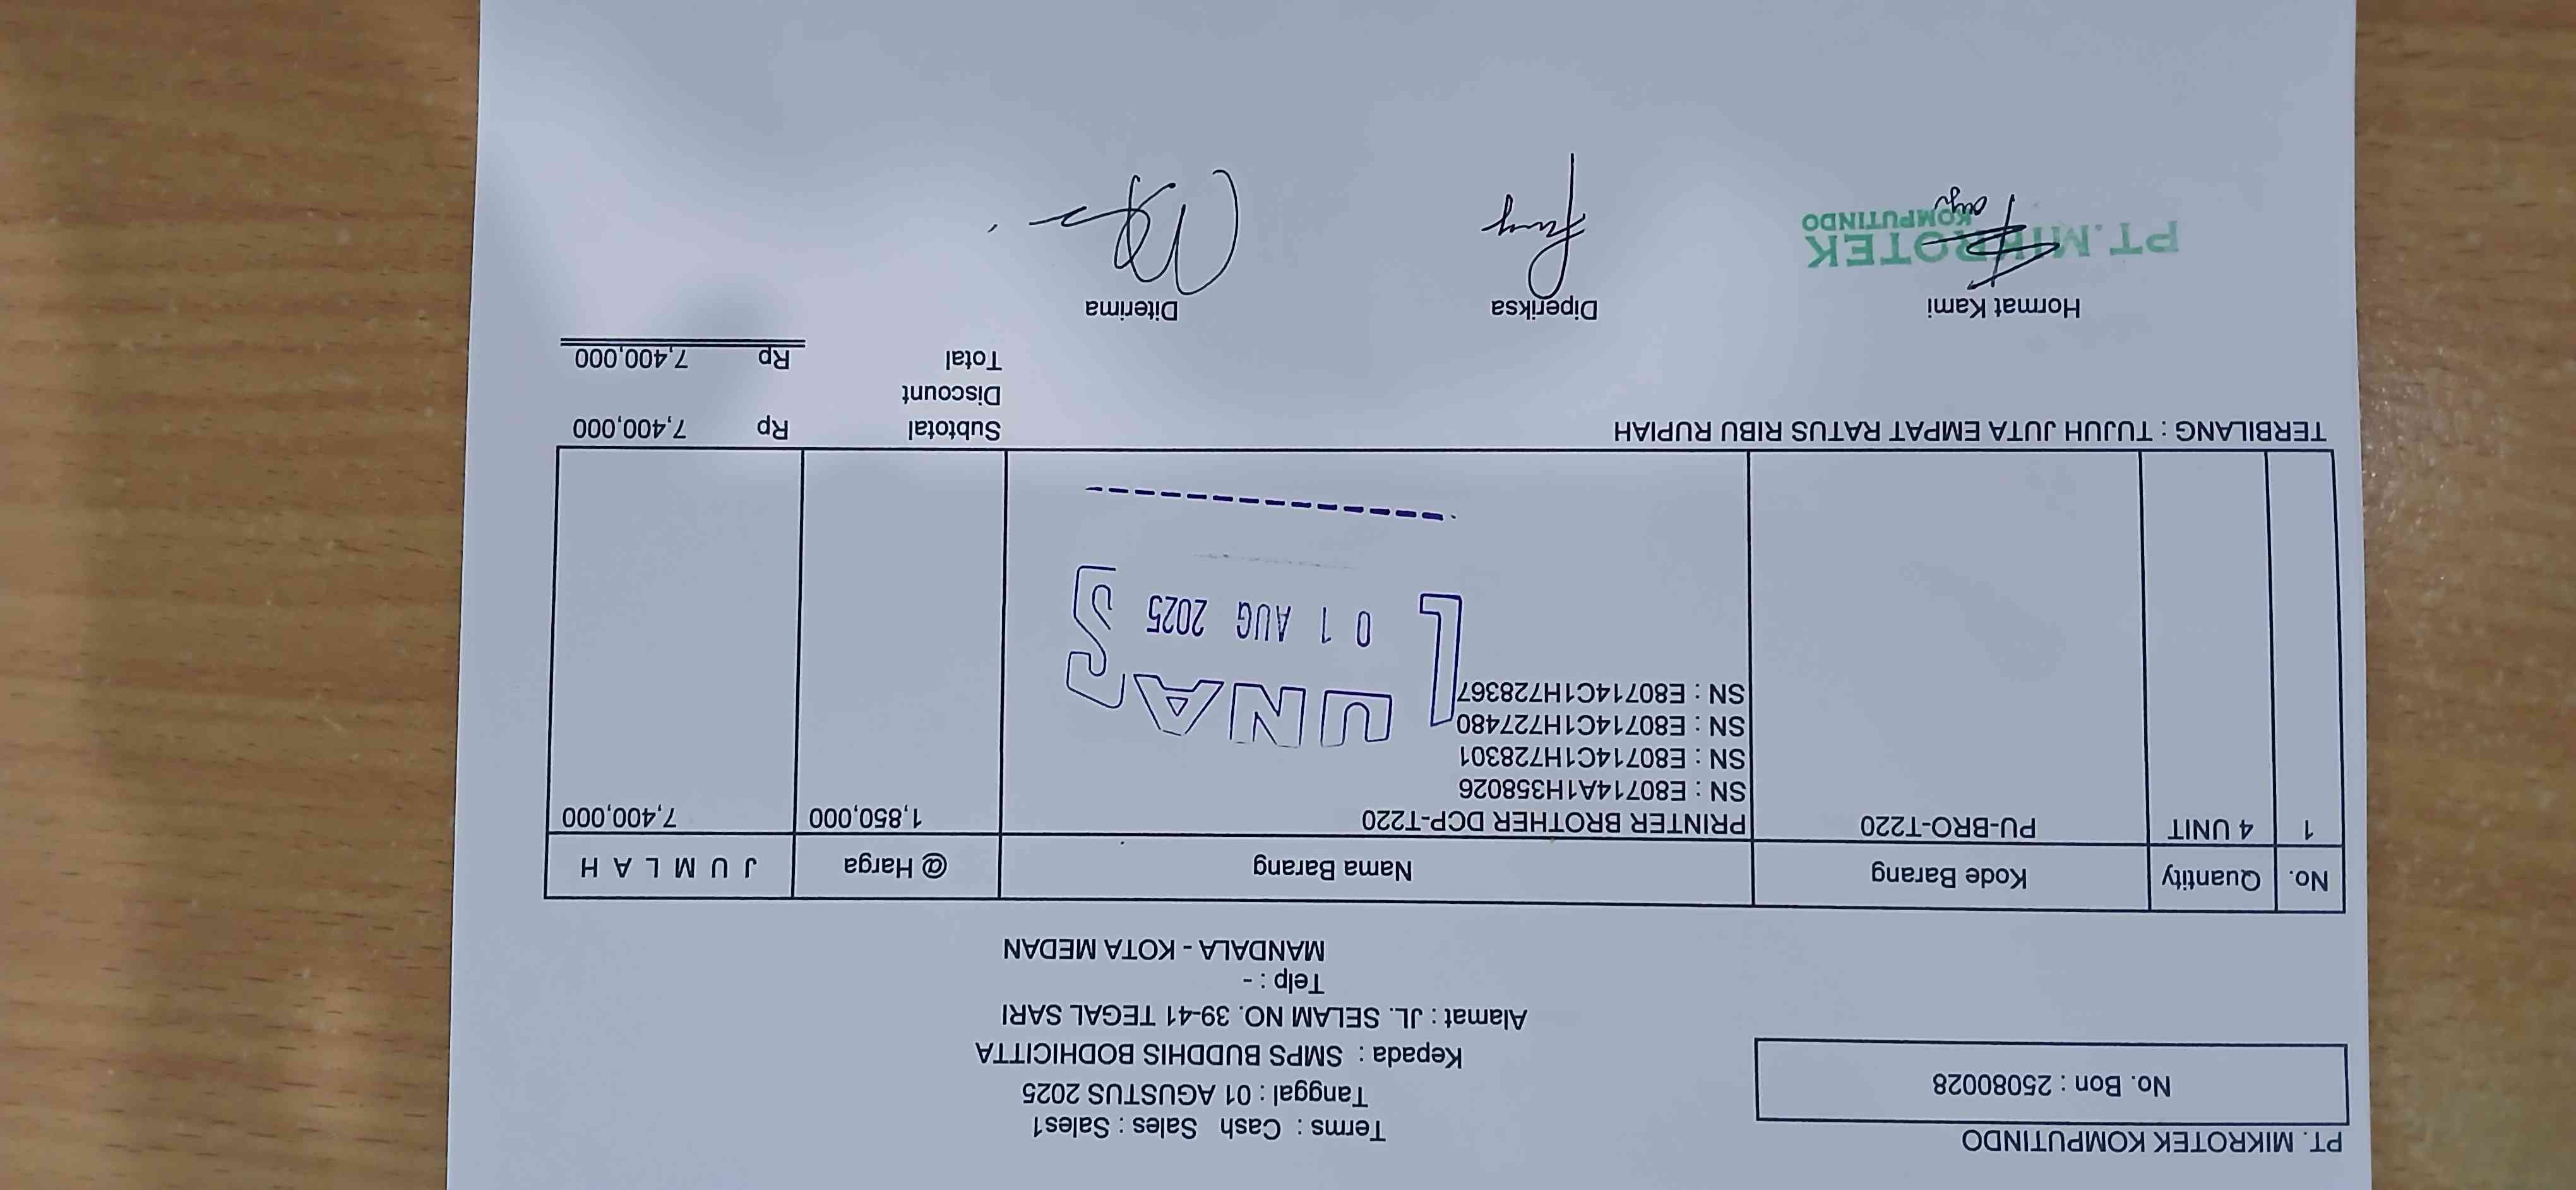 PT. MIKROTEK KOMPUTINDO
No. Bon : 25080028
Terms : Cash Sales : Sales1
Tanggal : 01 AGUSTUS 2025
Kepada : SMPS BUDDHIS BODHICITTA
Alamat : JL. SELAM NO. 39-41 TEGAL SARI
Telp : -
MANDALA - KOTA MEDAN
No. Quantity Kode Barang Nama Barang @ Harga J U M L A H
1 4 UNIT PU-BRO-T220 PRINTER BROTHER DCP-T220 1,850,000 7,400,000
SN : E80714A1H358026
SN : E80714C1H728301
SN : E80714C1H727480
SN : E80714C1H728367
LUNAS
01 AUG 2025
TERBILANG : TUJUH JUTA EMPAT RATUS RIBU RUPIAH
Subtotal Rp 7,400,000
Discount
Total Rp 7,400,000
Hormat Kami Diperiksa Diterima
PT. MIKROTEK
KOMPUTINDO